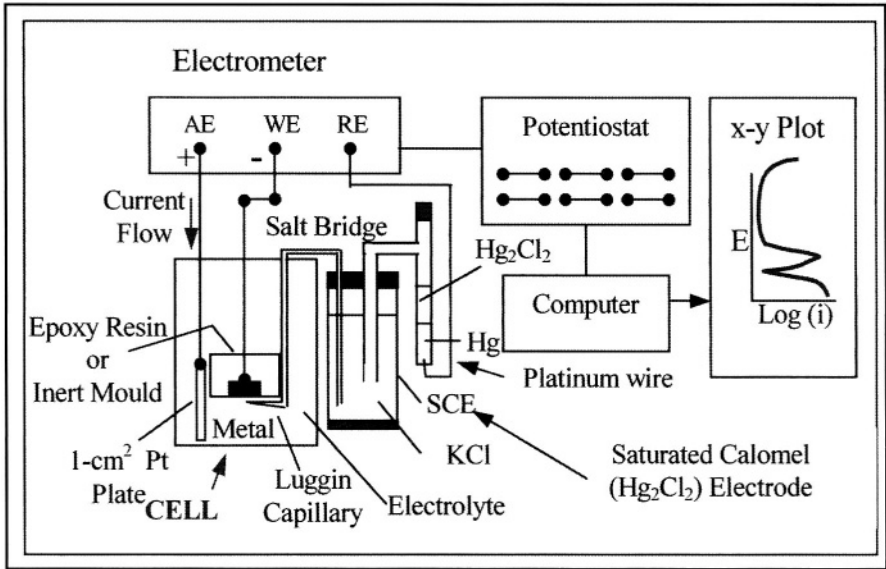 Electrometer
AE WE RE
+ -
Potentiostat
x-y Plot
E
Log (i)
Current
Flow
Salt Bridge
Hg₂Cl₂
Computer
Epoxy Resin
or
Inert Mould
Hg
Platinum wire
SCE
KCl
Metal
1-cm² Pt
Plate
CELL
Luggin
Capillary
Electrolyte
Saturated Calomel
(Hg₂Cl₂) Electrode